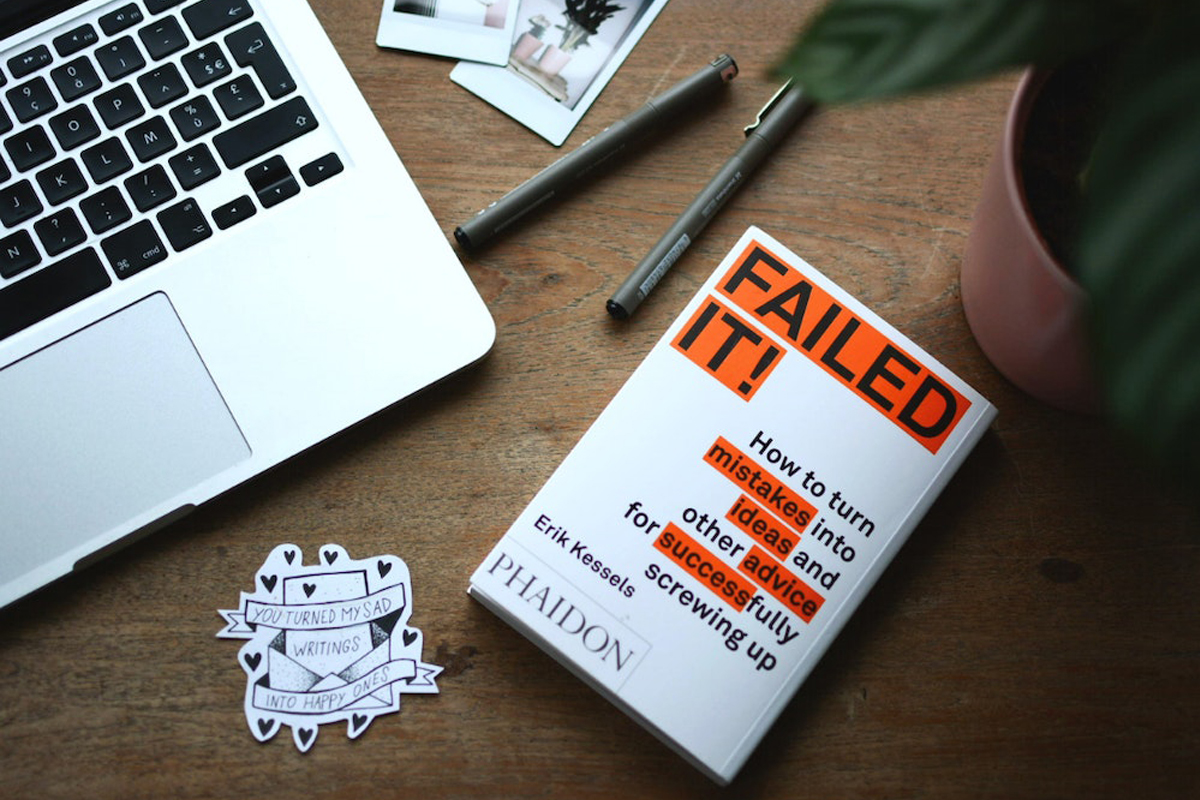 FAILED
IT!
How to turn
mistakes into
ideas and
other advice
for successfully
screwing up
Erik Kessels
PHAIDON
YOU TURNED MY SAD
WRITINGS
INTO HAPPY ONES
P
O
L
M
K
J
N
cmd